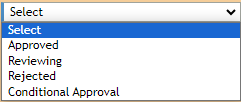 Select
Select
Approved
Reviewing
Rejected
Conditional Approval